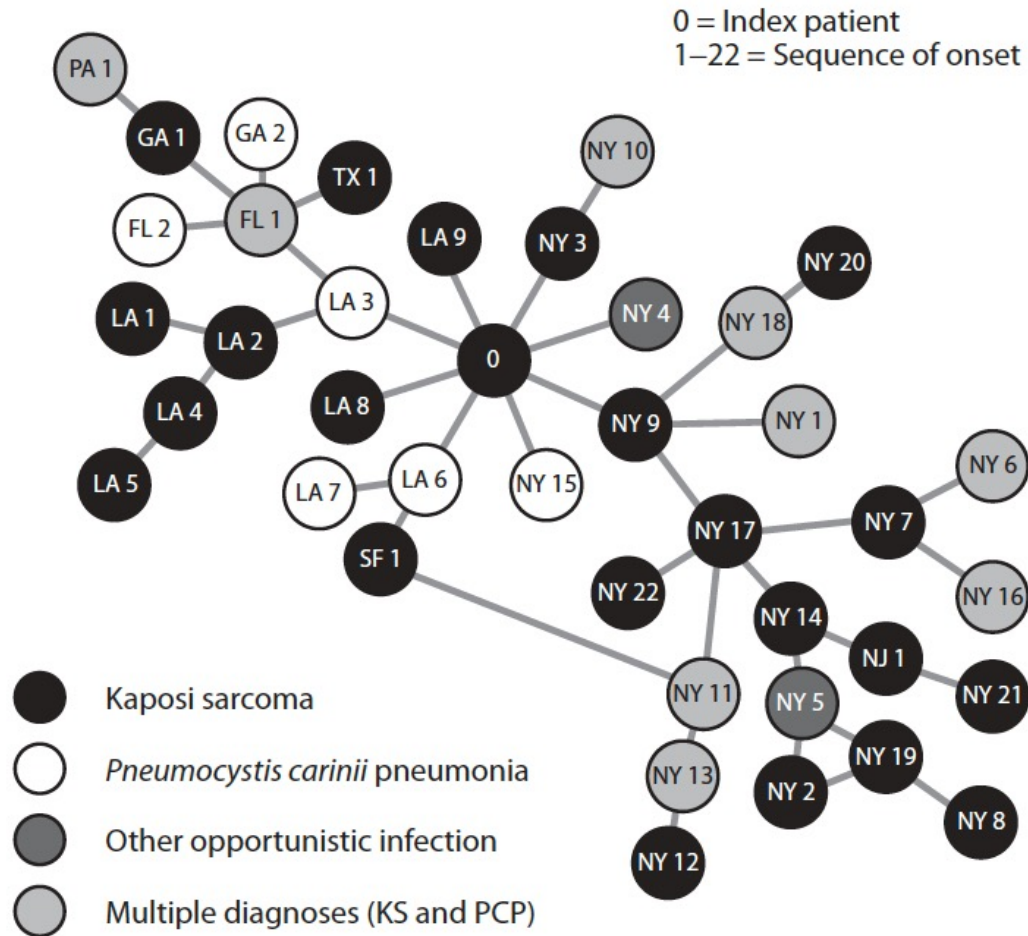 0 = Index patient
1–22 = Sequence of onset
PA 1
GA 1
GA 2
NY 10
TX 1
FL 2
FL 1
LA 9
NY 3
NY 20
LA 3
NY 4
NY 18
LA 1
LA 2
0
LA 8
LA 4
NY 9
NY 1
LA 5
LA 7
LA 6
NY 15
NY 6
NY 17
NY 7
SF 1
NY 22
NY 16
NY 14
NJ 1
NY 11
NY 5
NY 21
Kaposi sarcoma
NY 19
Pneumocystis carinii pneumonia
NY 13
NY 2
NY 8
Other opportunistic infection
NY 12
Multiple diagnoses (KS and PCP)